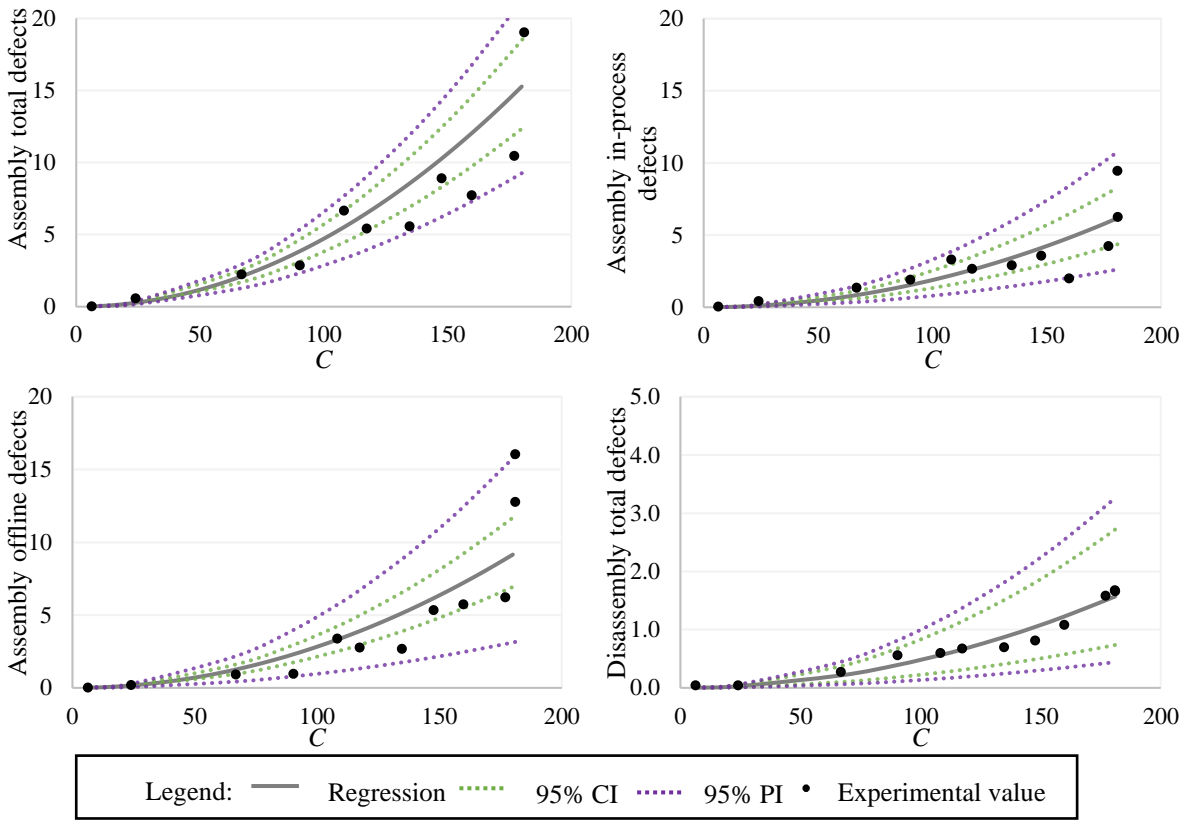 Assembly total defects
20
15
10
5
0
0 50 100 150 200
C
Assembly in-process
defects
20
15
10
5
0
0 50 100 150 200
C
Assembly offline defects
20
15
10
5
0
0 50 100 150 200
C
Disassembly total defects
5.0
4.0
3.0
2.0
1.0
0.0
0 50 100 150 200
C
Legend: Regression 95% CI 95% PI Experimental value